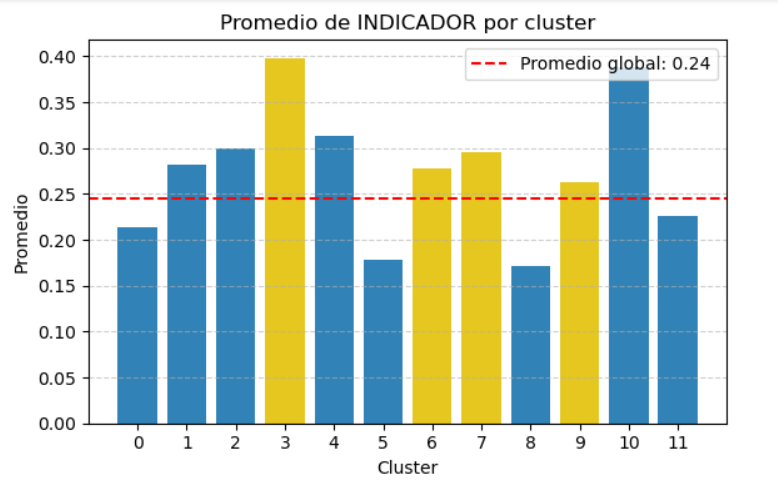 Promedio de INDICADOR por cluster
Promedio global: 0.24
0.40
0.35
0.30
0.25
0.20
0.15
0.10
0.05
0.00
Promedio
0 1 2 3 4 5 6 7 8 9 10 11
Cluster